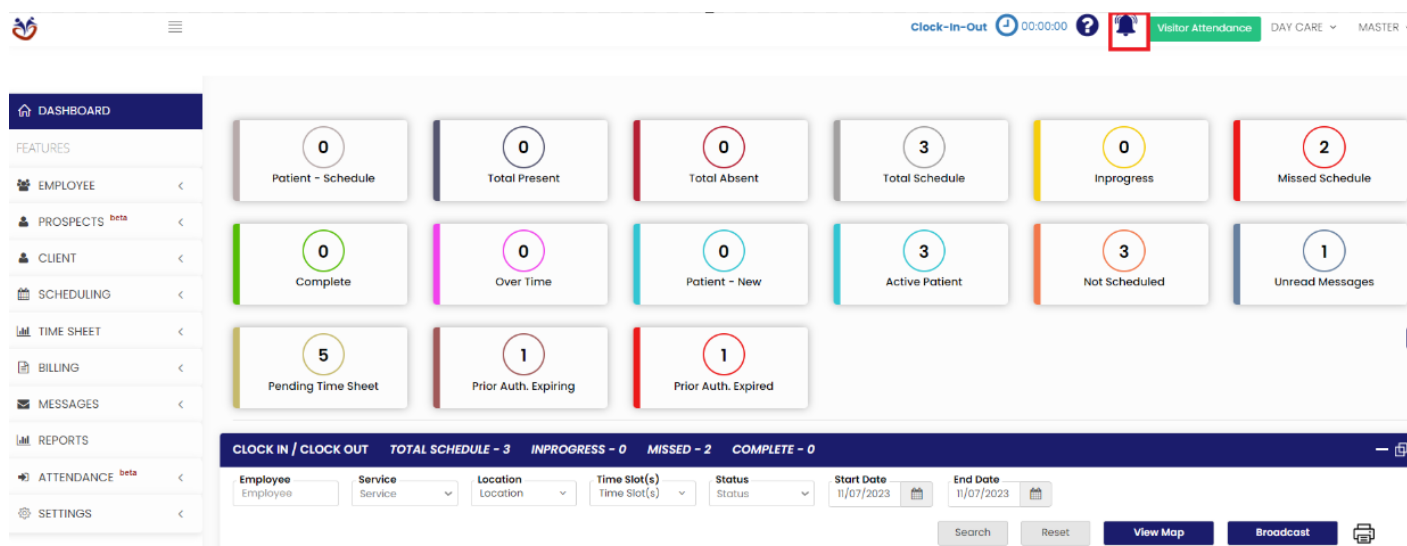 Clock-In-Out 00:00:00 ? Visitor Attendance DAY CARE MASTER
DASHBOARD
FEATURES
EMPLOYEE
PROSPECTS beta
CLIENT
SCHEDULING
TIME SHEET
BILLING
MESSAGES
REPORTS
ATTENDANCE beta
SETTINGS
0 0 0 3 0 2
Patient - Schedule Total Present Total Absent Total Schedule Inprogress Missed Schedule
0 0 0 3 3 1
Complete Over Time Patient - New Active Patient Not Scheduled Unread Messages
5 1 1
Pending Time Sheet Prior Auth. Expiring Prior Auth. Expired
CLOCK IN / CLOCK OUT TOTAL SCHEDULE - 3 INPROGRESS - 0 MISSED - 2 COMPLETE - 0
Employee Service Location Time Slot(s) Status Start Date End Date
Employee Service Location Time Slot(s) Status 11/07/2023 11/07/2023
Search Reset View Map Broadcast